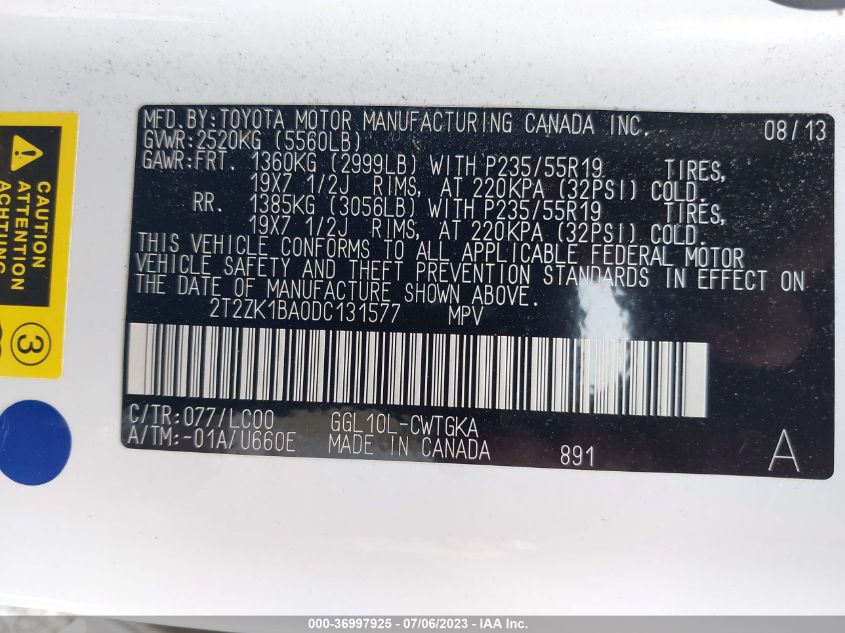 MFD.BY:TOYOTA MOTOR MANUFACTURING CANADA INC. 08/13
GVWR:2520KG (5560LB)
GAWR:FRT. 1360KG (2999LB) WITH P235/55R19 TIRES,
19X7 1/2J RIMS, AT 220KPA (32PSI) COLD.
RR. 1385KG (3056LB) WITH P235/55R19 TIRES,
19X7 1/2J RIMS, AT 220KPA (32PSI) COLD.
THIS VEHICLE CONFORMS TO ALL APPLICABLE FEDERAL MOTOR
VEHICLE SAFETY AND THEFT PREVENTION STANDARDS IN EFFECT ON
THE DATE OF MANUFACTURE SHOWN ABOVE.
2T2ZK1BA0DC131577 MPV
C/TR:077/LC00 GGL10L-CWTGKA
A/TM:-01A/U660E MADE IN CANADA 891 A
CAUTION
ATTENTION
ACHTUNG
3
000-36997925 - 07/06/2023 - IAA Inc.